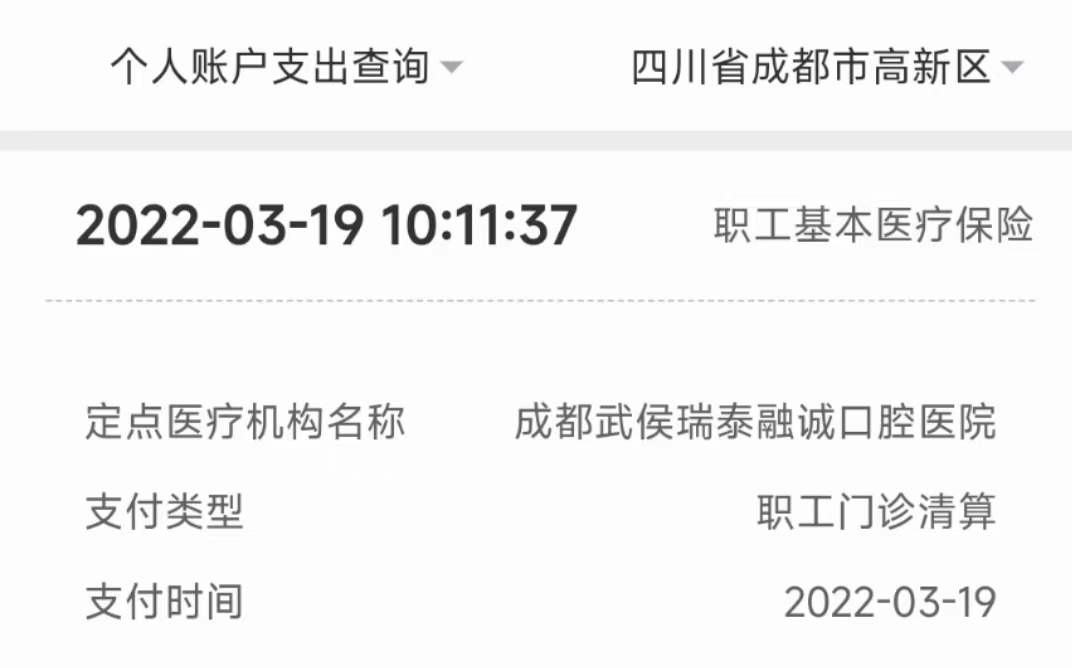 个人账户支出查询 四川省成都市高新区
2022-03-19 10:11:37 职工基本医疗保险
定点医疗机构名称 成都武侯瑞泰融诚口腔医院
支付类型 职工门诊清算
支付时间 2022-03-19